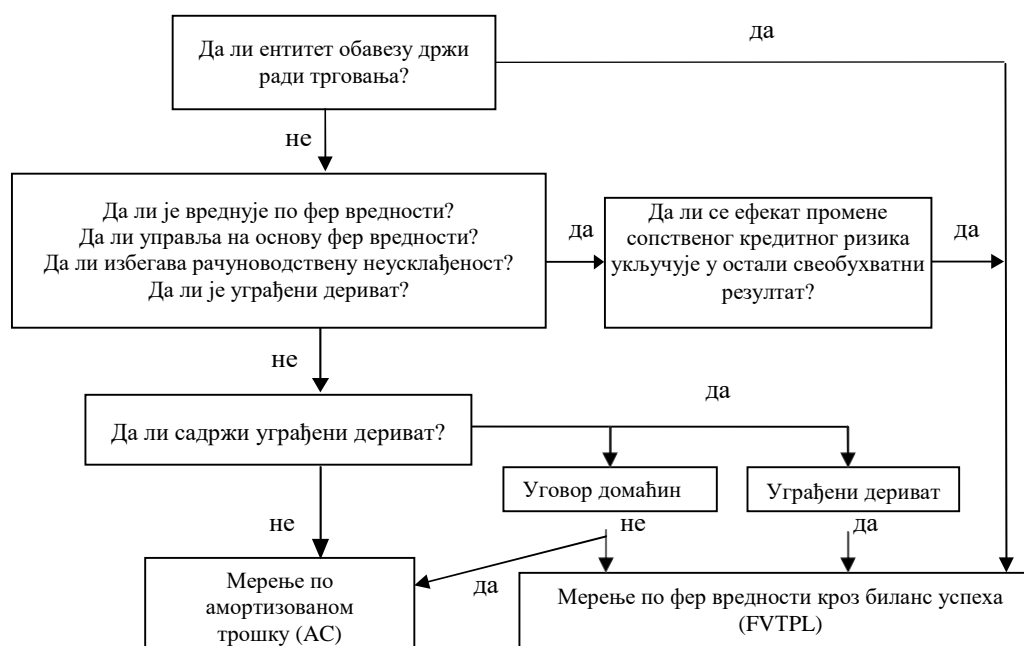 да
Да ли ентитет обавезу држи
ради трговања?
не
Да ли је вреднује по фер вредности?
Да ли управља на основу фер вредности?
Да ли избегава рачуноводствену неусклађеност?
Да ли је уграђени дериват?
да
Да ли се ефекат промене
сопственог кредитног ризика
укључује у остали свеобухватни
резултат?
да
не
да
Да ли садржи уграђени дериват?
Уговор домаћин
Уграђени дериват
не
не
да
Мерење по
амортизованом
трошку (AC)
да
Мерење по фер вредности кроз биланс успеха
(FVTPL)